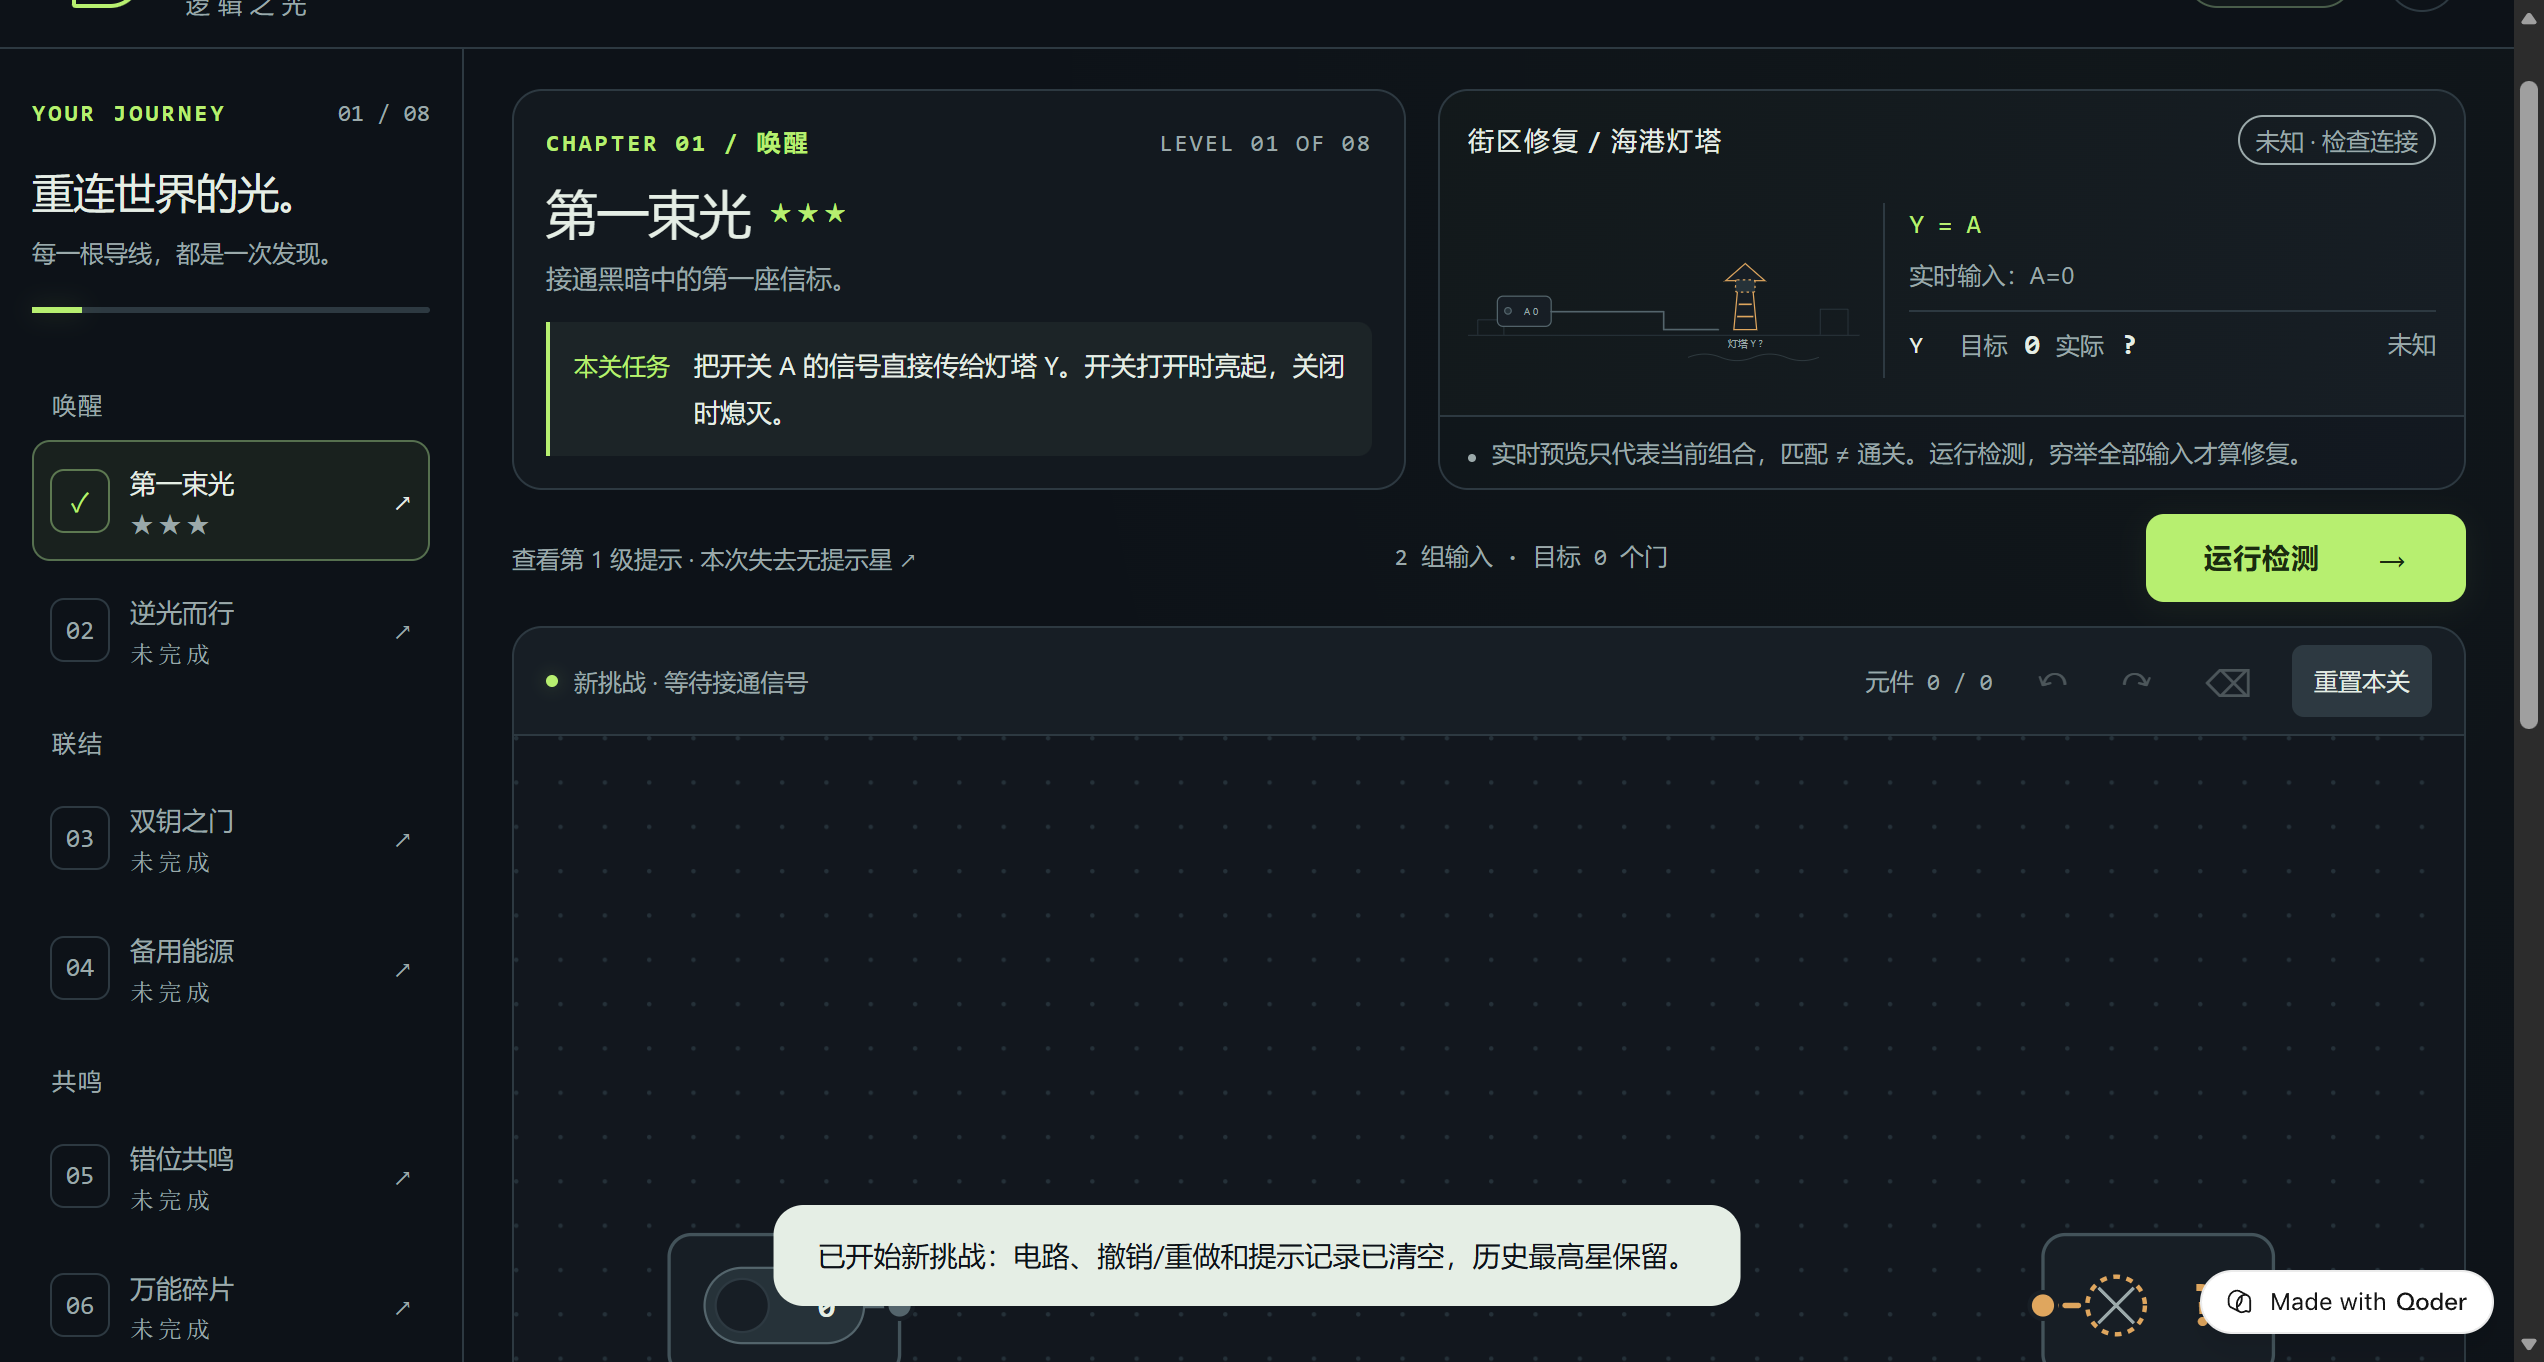 逻辑之光
YOUR JOURNEY 01 / 08
重连世界的光。
每一根导线，都是一次发现。
唤醒
第一束光
★★★
02 逆光而行
未完成
联结
03 双钥之门
未完成
04 备用能源
未完成
共鸣
05 错位共鸣
未完成
06 万能碎片
未完成
CHAPTER 01 / 唤醒 LEVEL 01 OF 08
第一束光 ★★★
接通黑暗中的第一座信标。
本关任务 把开关 A 的信号直接传给灯塔 Y。开关打开时亮起，关闭
时熄灭。
街区修复 / 海港灯塔 未知 · 检查连接
A 0
灯塔 Y ?
Y = A
实时输入：A=0
Y 目标 0 实际 ? 未知
实时预览只代表当前组合，匹配 ≠ 通关。运行检测，穷举全部输入才算修复。
查看第 1 级提示 · 本次失去无提示星 ↗
2 组输入 · 目标 0 个门
运行检测 →
新挑战 · 等待接通信号
元件 0 / 0
重置本关
已开始新挑战：电路、撤销/重做和提示记录已清空，历史最高星保留。
0
Made with Qoder